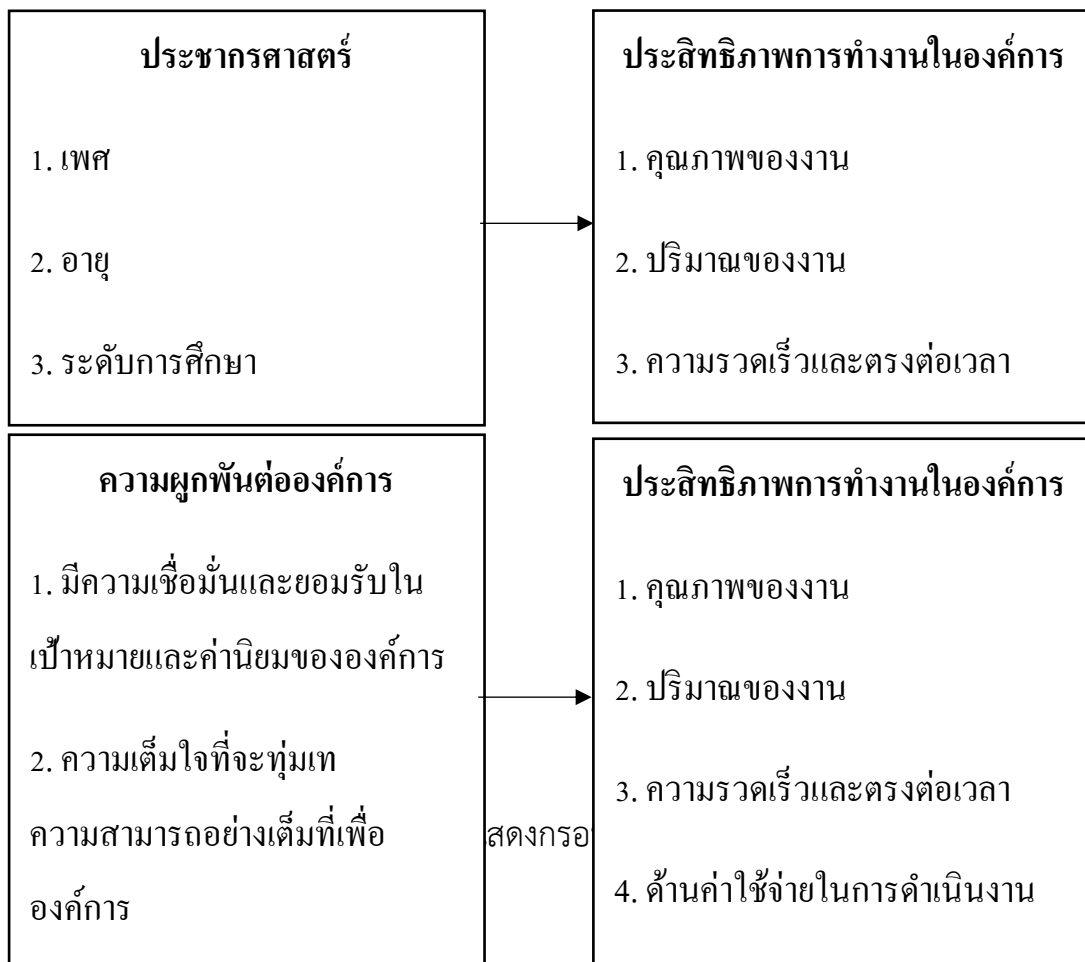 ประชากรศาสตร์
1. เพศ
2. อายุ
3. ระดับการศึกษา
ประสิทธิภาพการทำงานในองค์การ
1. คุณภาพของงาน
2. ปริมาณของงาน
3. ความรวดเร็วและตรงต่อเวลา
ความผูกพันต่อองค์การ
1. มีความเชื่อมั่นและยอมรับใน
เป้าหมายและค่านิยมขององค์การ
2. ความเต็มใจที่จะทุ่มเท
ความสามารถอย่างเต็มที่เพื่อ
องค์การ
ประสิทธิภาพการทำงานในองค์การ
1. คุณภาพของงาน
2. ปริมาณของงาน
3. ความรวดเร็วและตรงต่อเวลา
4. ด้านค่าใช้จ่ายในการดำเนินงาน